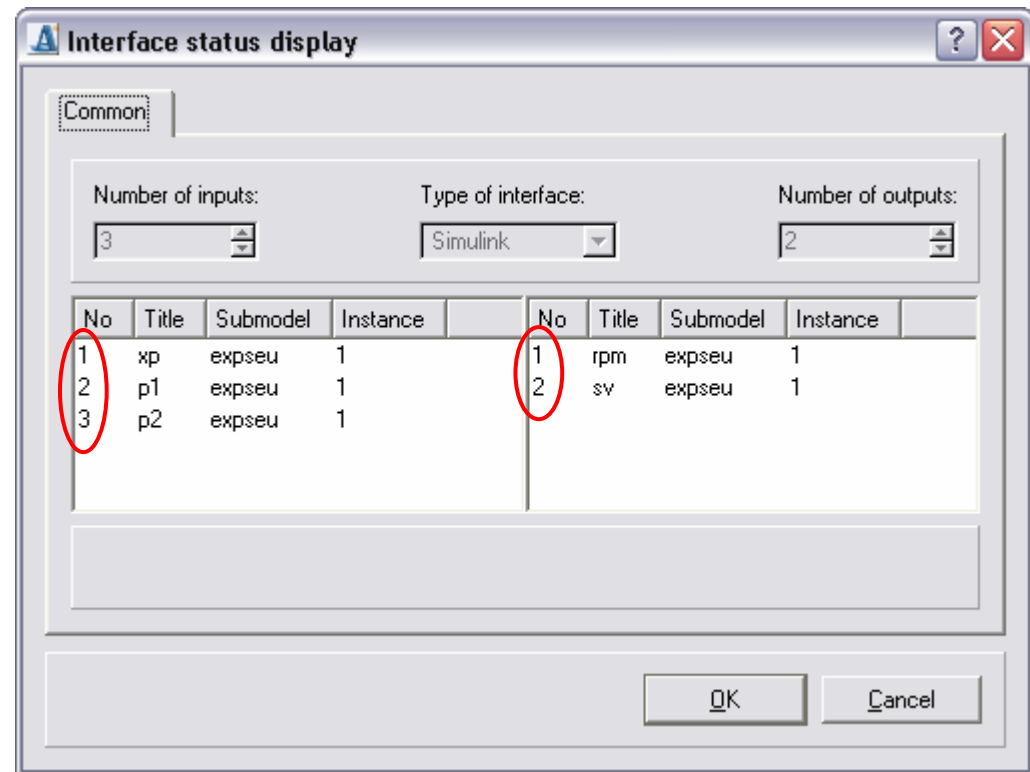 Interface status display
Common
Number of inputs: Type of interface: Number of outputs:
3 Simulink 2
No Title Submodel Instance No Title Submodel Instance
1 xp expseu 1 1 rpm expseu 1
2 p1 expseu 1 2 sv expseu 1
3 p2 expseu 1
OK Cancel